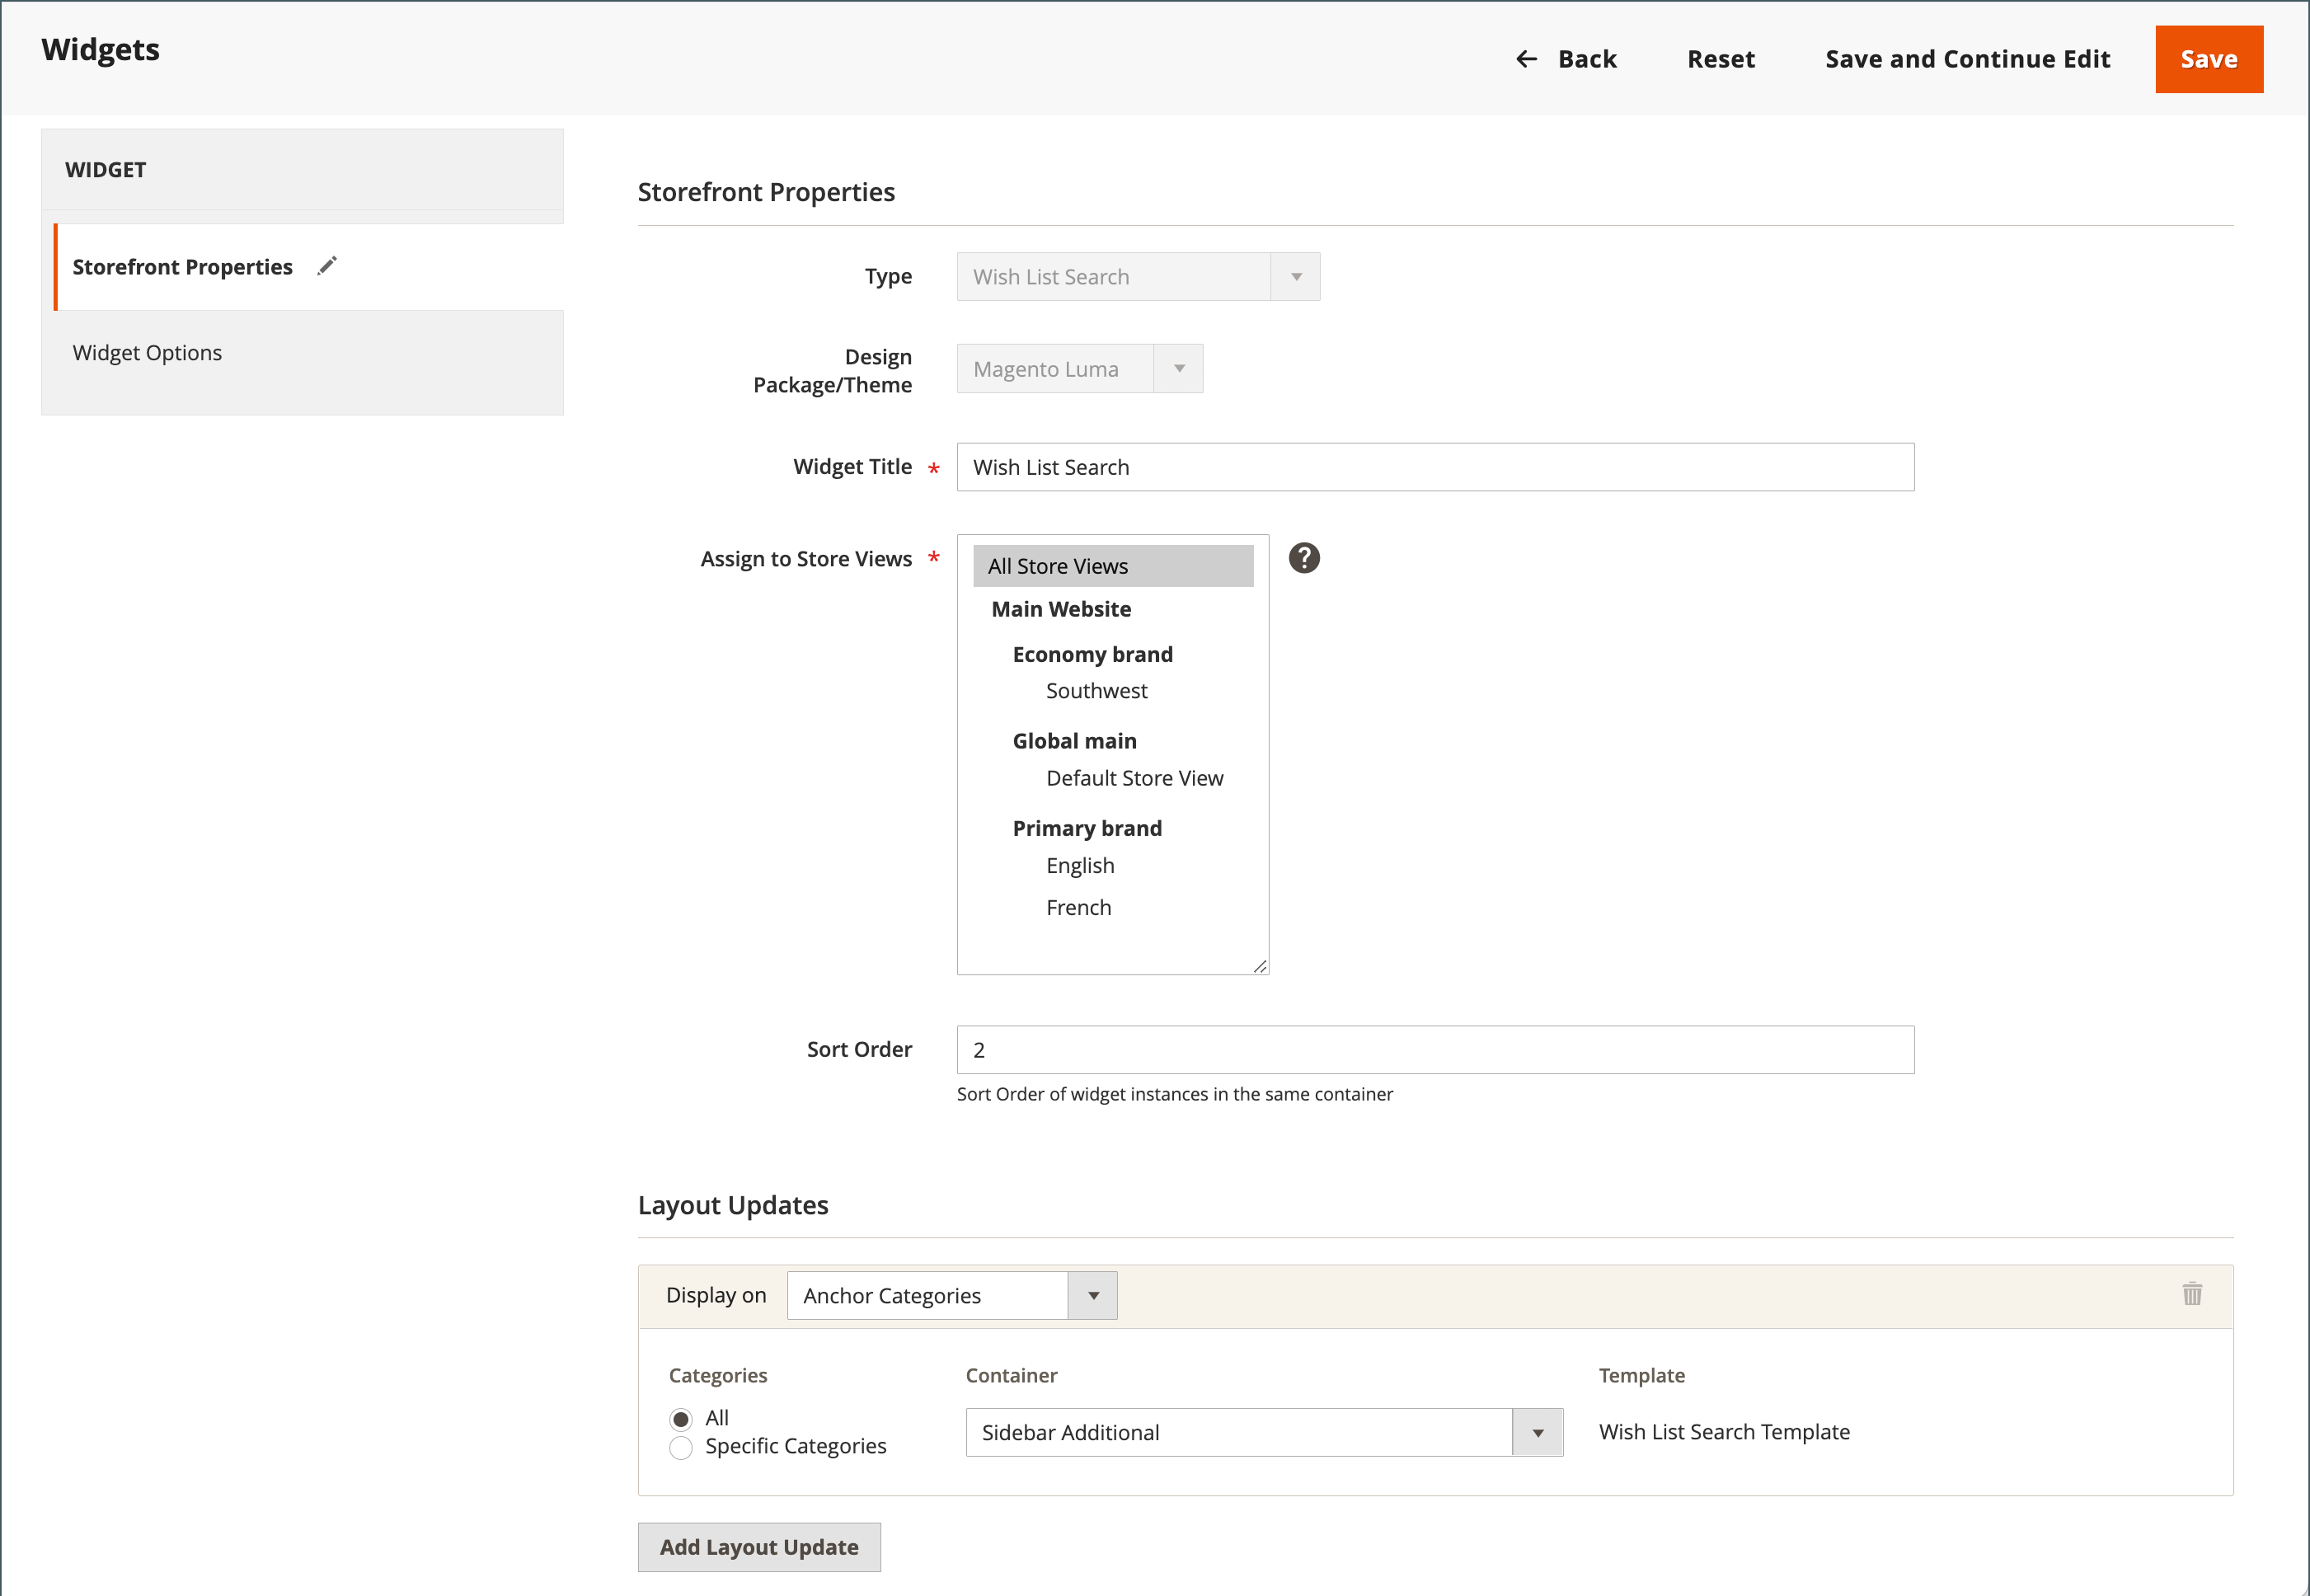 Widgets
Back
Reset
Save and Continue Edit
Save
WIDGET
Storefront Properties
Widget Options
Storefront Properties
Type
Wish List Search
Design
Package/Theme
Magento Luma
Widget Title *
Wish List Search
Assign to Store Views *
All Store Views
?
Main Website
Economy brand
Southwest
Global main
Default Store View
Primary brand
English
French
Sort Order
2
Sort Order of widget instances in the same container
Layout Updates
Display on
Anchor Categories
Categories
Container
Template
All
Specific Categories
Sidebar Additional
Wish List Search Template
Add Layout Update